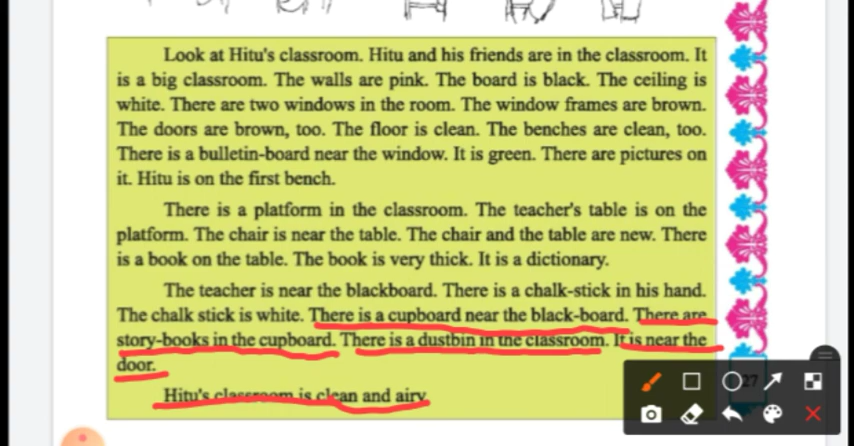 Look at Hitu's classroom. Hitu and his friends are in the classroom. It
is a big classroom. The walls are pink. The board is black. The ceiling is
white. There are two windows in the room. The window frames are brown.
The doors are brown, too. The floor is clean. The benches are clean, too.
There is a bulletin-board near the window. It is green. There are pictures on
it. Hitu is on the first bench.
There is a platform in the classroom. The teacher's table is on the
platform. The chair is near the table. The chair and the table are new. There
is a book on the table. The book is very thick. It is a dictionary.
The teacher is near the blackboard. There is a chalk-stick in his hand.
The chalk stick is white. There is a cupboard near the black-board. There are
story-books in the cupboard. There is a dustbin in the classroom. It is near the
door.
Hitu's classroom is clean and airy.
27